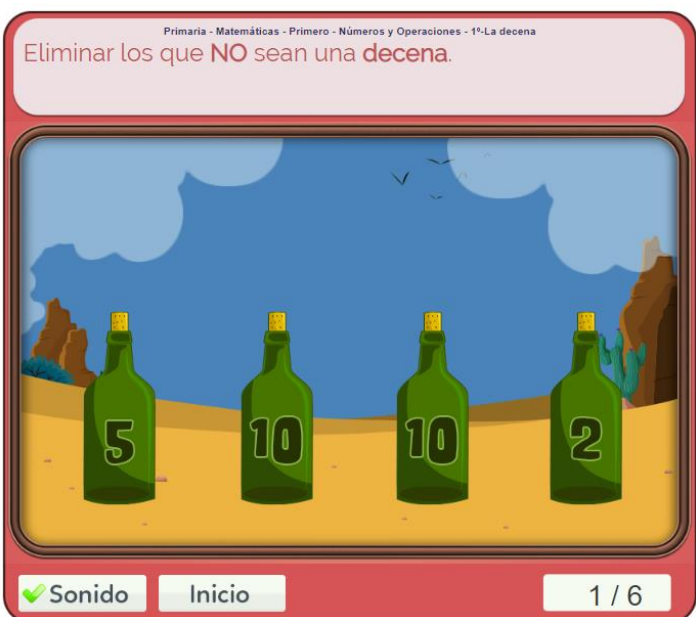 Primaria - Matemáticas - Primero - Números y Operaciones - 1º-La decena
Eliminar los que NO sean una decena.
5 10 10 2
Sonido Inicio 1 / 6